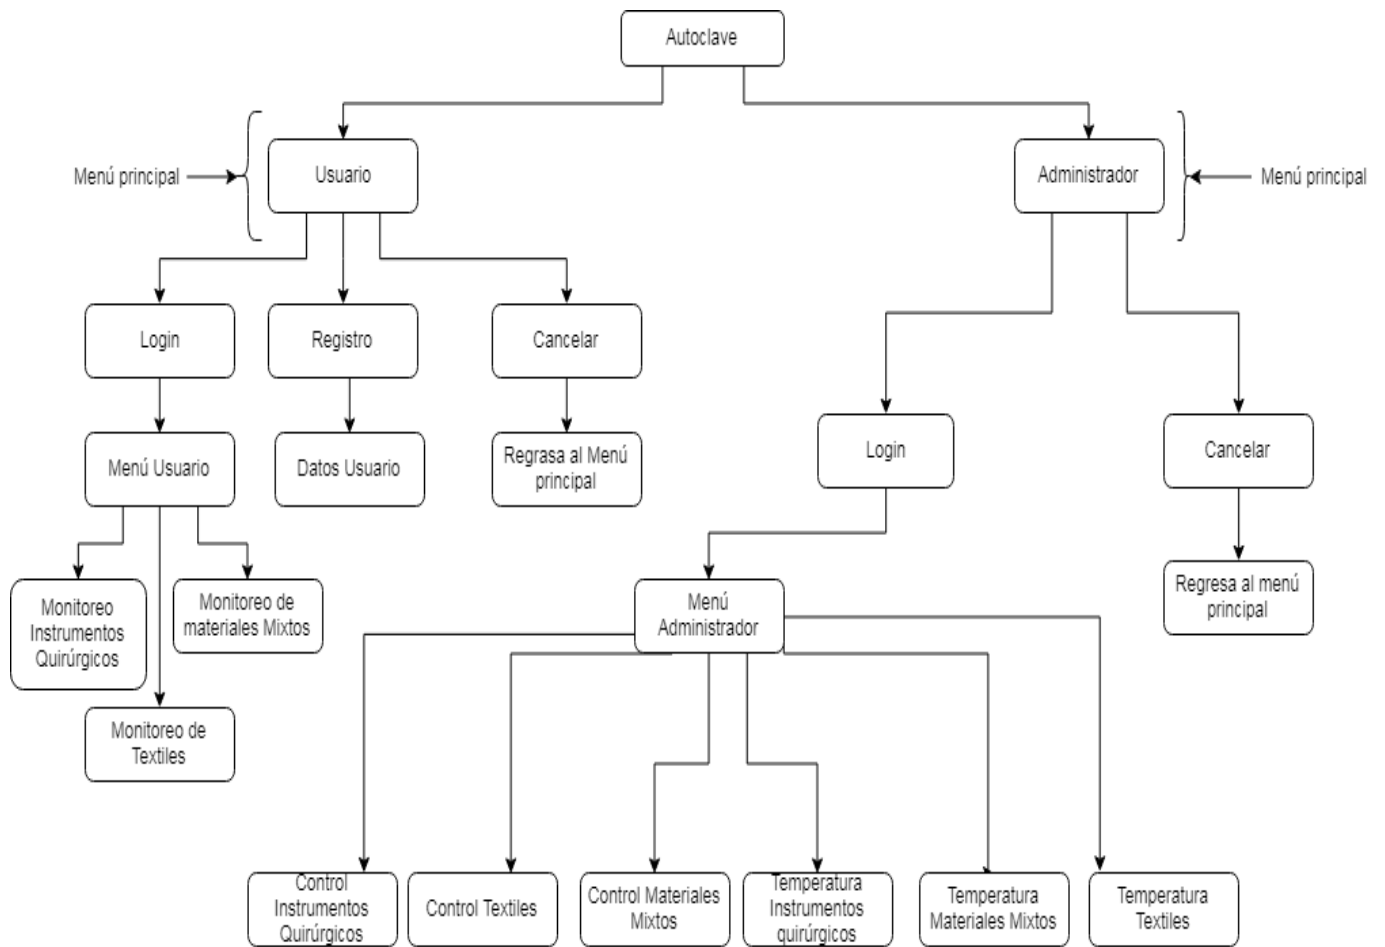 Autoclave
Menú principal
Usuario
Administrador
Menú principal
Login
Registro
Cancelar
Login
Cancelar
Menú Usuario
Datos Usuario
Regrasa al Menú
principal
Monitoreo
Instrumentos
Quirúrgicos
Monitoreo de
materiales Mixtos
Menú
Administrador
Regresa al menú
principal
Monitoreo de
Textiles
Control
Instrumentos
Quirúrgicos
Control Textiles
Control Materiales
Mixtos
Temperatura
Instrumentos
quirúrgicos
Temperatura
Materiales Mixtos
Temperatura
Textiles